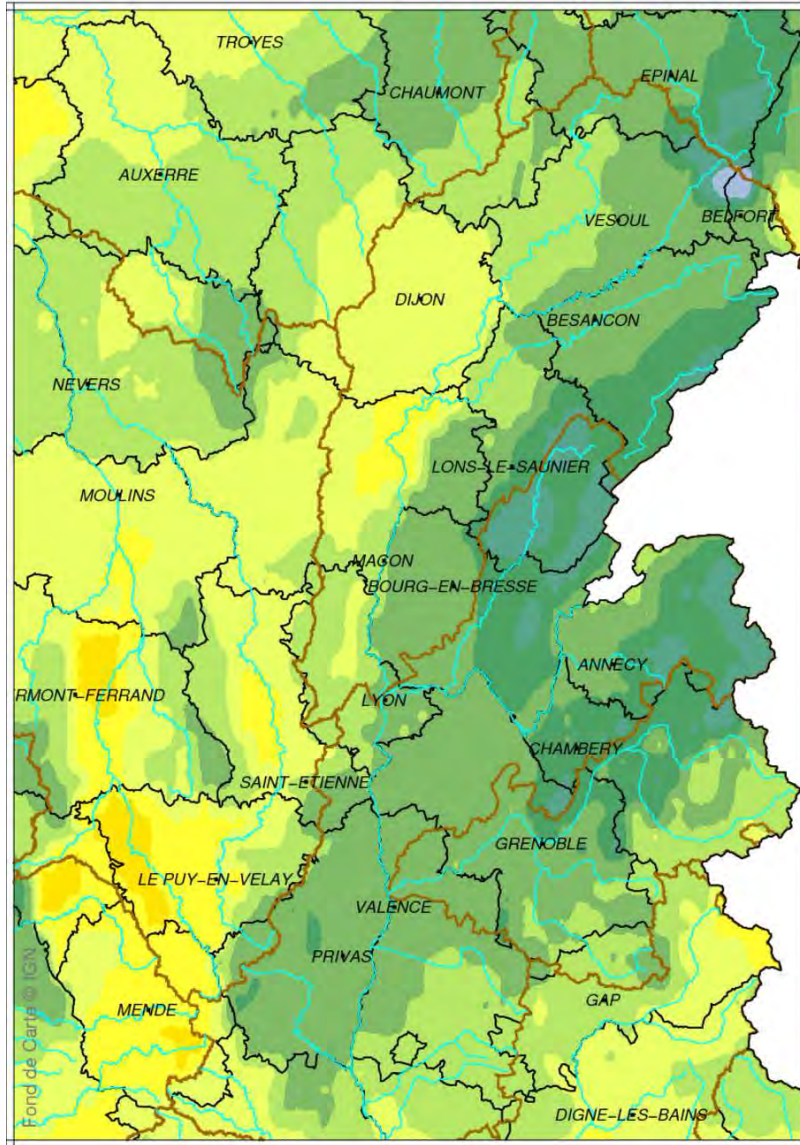 TROYES
EPINAL
CHAUMONT
AUXERRE
VESOUL
BELFORT
DIJON
BESANCON
NEVERS
LONS-LE-SAUNIER
MOULINS
MACON
BOURG-EN-BRESSE
ANNECY
RMONT-FERRAND
LYON
CHAMBERY
SAINT-ETIENNE
GRENOBLE
LE PUY-EN-VELAY
VALENCE
PRIVAS
GAP
MENDE
DIGNE-LES-BAINS
Fond de Carte © IGN